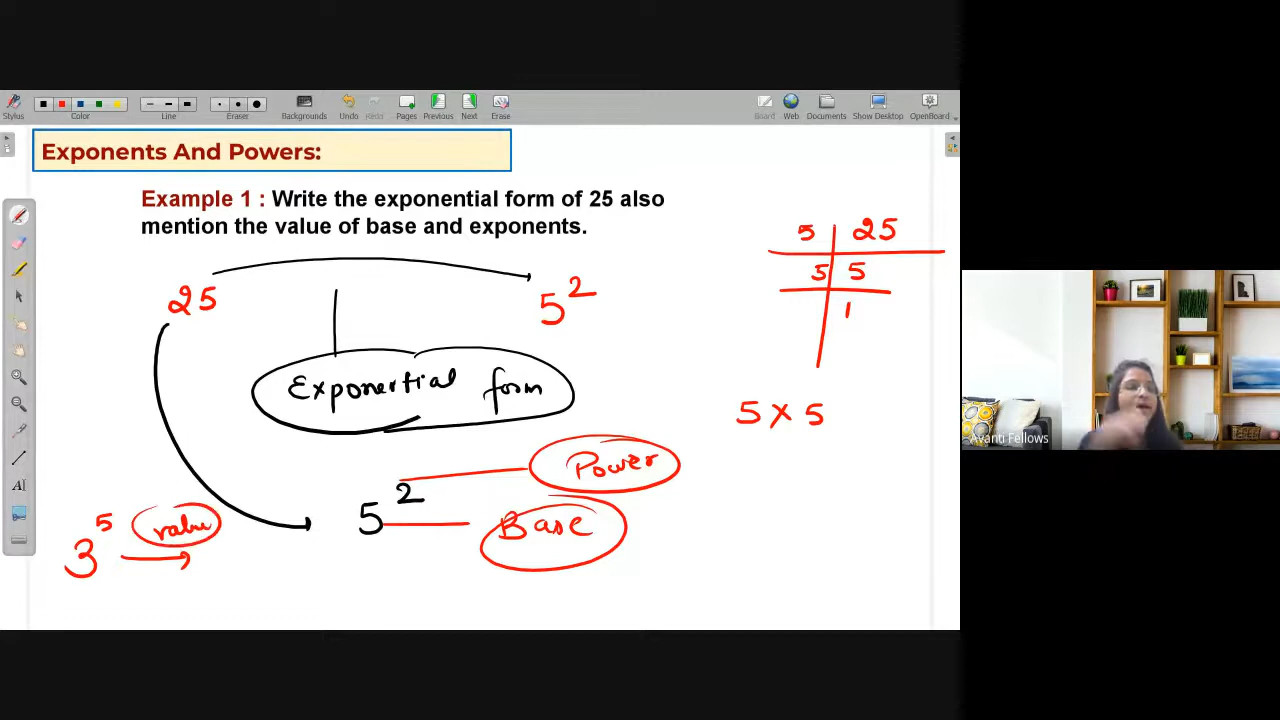 Stylus
Color
Line
Eraser
Backgrounds
Undo
Redo
Pages
Previous
Next
Erase
Board
Web
Documents
Show Desktop
OpenBoard
Exponents And Powers:
Example 1 : Write the exponential form of 25 also
mention the value of base and exponents.
5 | 25
5 | 5
1
25
5²
Exponential form
5 × 5
Power
5²
Base
3⁵
value
Avanti Fellows